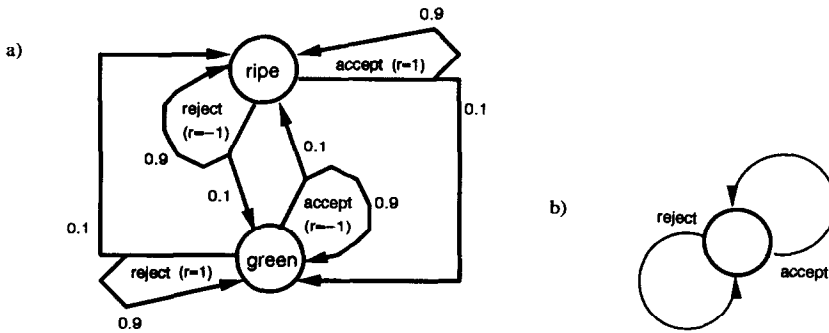 a)
0.9
ripe
accept (r=1)
reject
(r=-1)
0.1
0.1
0.9
0.1
accept
(r=-1)
0.9
0.1
green
reject (r=1)
0.9
b)
reject
accept